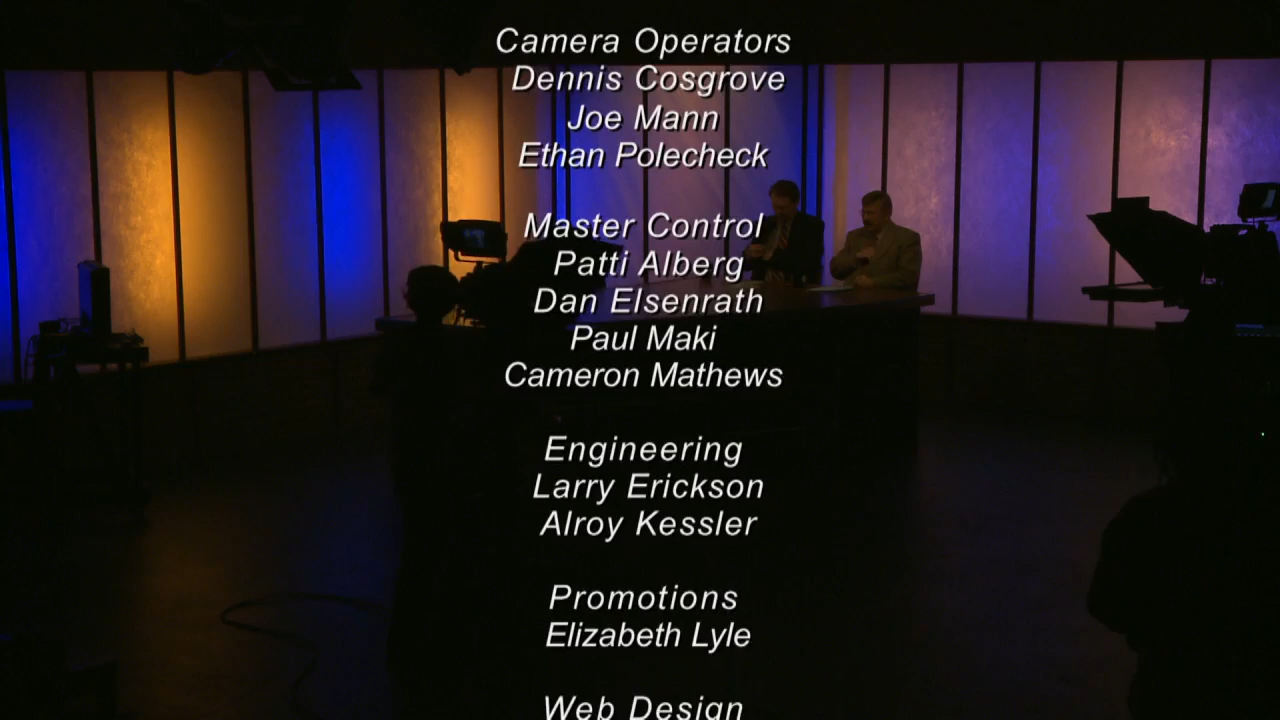 Camera Operators
Dennis Cosgrove
Joe Mann
Ethan Polecheck
Master Control
Patti Alberg
Dan Elsenrath
Paul Maki
Cameron Mathews
Engineering
Larry Erickson
Alroy Kessler
Promotions
Elizabeth Lyle
Web Design